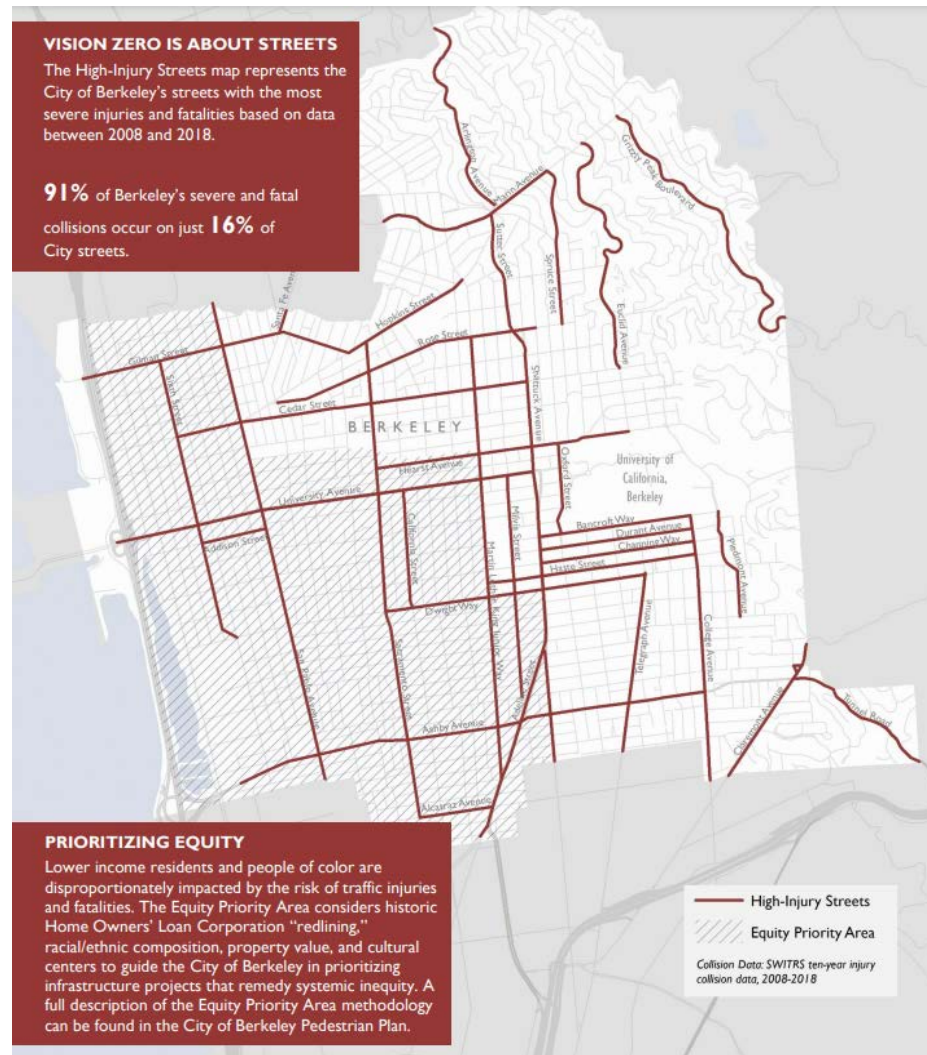 VISION ZERO IS ABOUT STREETS
The High-Injury Streets map represents the
City of Berkeley's streets with the most
severe injuries and fatalities based on data
between 2008 and 2018.
91% of Berkeley's severe and fatal
collisions occur on just 16% of
City streets.
Arlington Avenue
Marin Avenue
Grizzly Peak Boulevard
Sutter Street
Spruce Street
Euclid Avenue
Santa Fe Avenue
Hopkins Street
Rose Street
Gilman Street
Sixth Street
Cedar Street
Shattuck Avenue
BERKELEY
Hearst Avenue
Oxford Street
University of
California,
Berkeley
University Avenue
Addison Street
California Street
Milvia Street
Martin Luther King Junior Way
Bancroft Way
Durant Avenue
Channing Way
Haste Street
Piedmont Avenue
Dwight Way
Telegraph Avenue
College Avenue
San Pablo Avenue
Sacramento Street
Adeline Street
Ashby Avenue
Claremont Avenue
Tunnel Road
Alcatraz Avenue
PRIORITIZING EQUITY
Lower income residents and people of color are
disproportionately impacted by the risk of traffic injuries
and fatalities. The Equity Priority Area considers historic
Home Owners' Loan Corporation "redlining,"
racial/ethnic composition, property value, and cultural
centers to guide the City of Berkeley in prioritizing
infrastructure projects that remedy systemic inequity. A
full description of the Equity Priority Area methodology
can be found in the City of Berkeley Pedestrian Plan.
High-Injury Streets
Equity Priority Area
Collision Data: SWITRS ten-year injury
collision data, 2008-2018